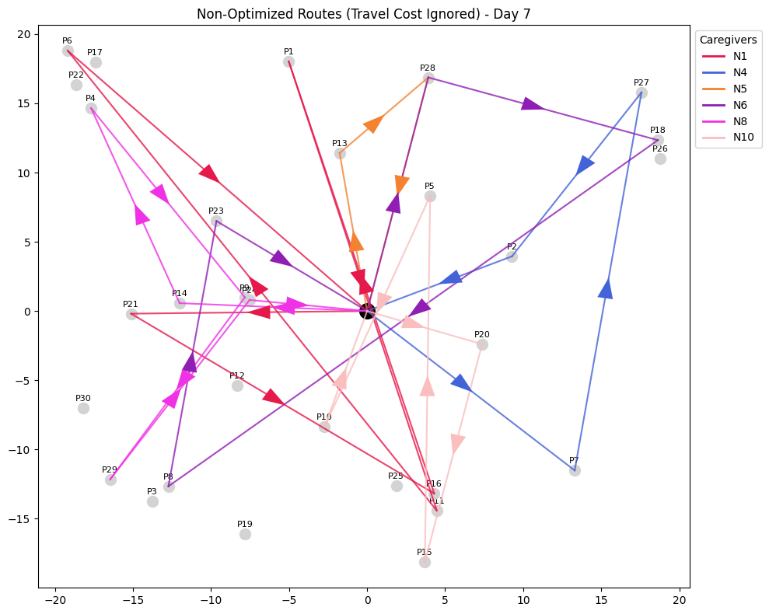 Non-Optimized Routes (Travel Cost Ignored) - Day 7
Caregivers
N1
N4
N5
N6
N8
N10
P6
P17
P1
P22
P4
P28
P27
P13
P18
P26
P5
P23
P2
P14
P21
P20
P12
P30
P10
P7
P29
P8
P25
P16
P11
P3
P19
P15
20
15
10
5
0
−5
−10
−15
−20
−15
−10
−5
0
5
10
15
20